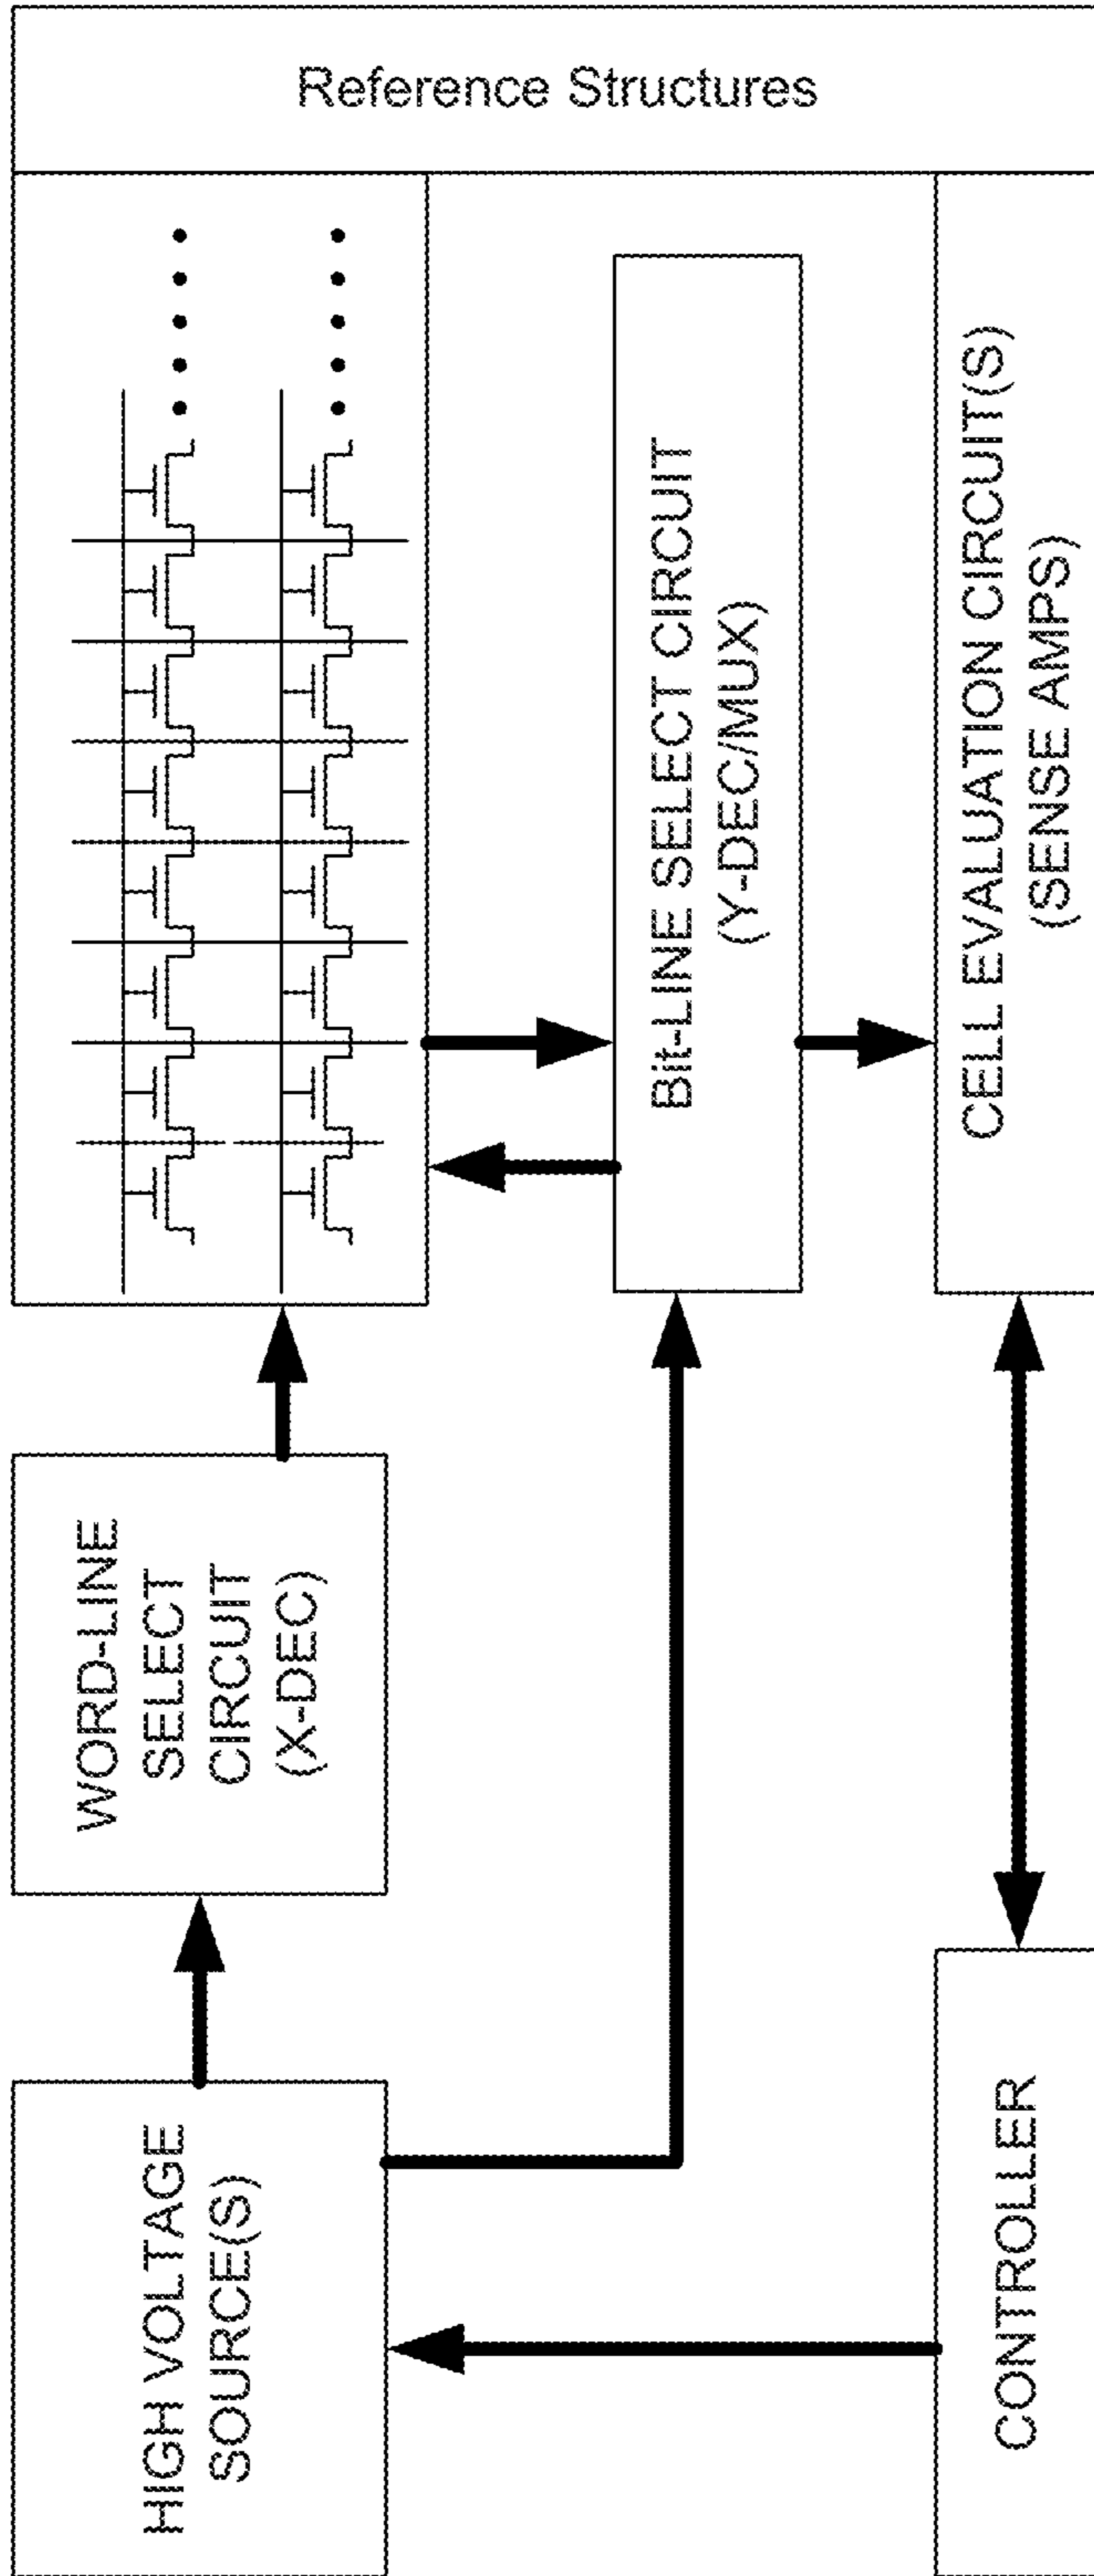 Reference Structures
HIGH VOLTAGE
SOURCE(S)
WORD-LINE
SELECT
CIRCUIT
(X-DEC)
Bit-LINE SELECT CIRCUIT
(Y-DEC/MUX)
CONTROLLER
CELL EVALUATION CIRCUIT(S)
(SENSE AMPS)